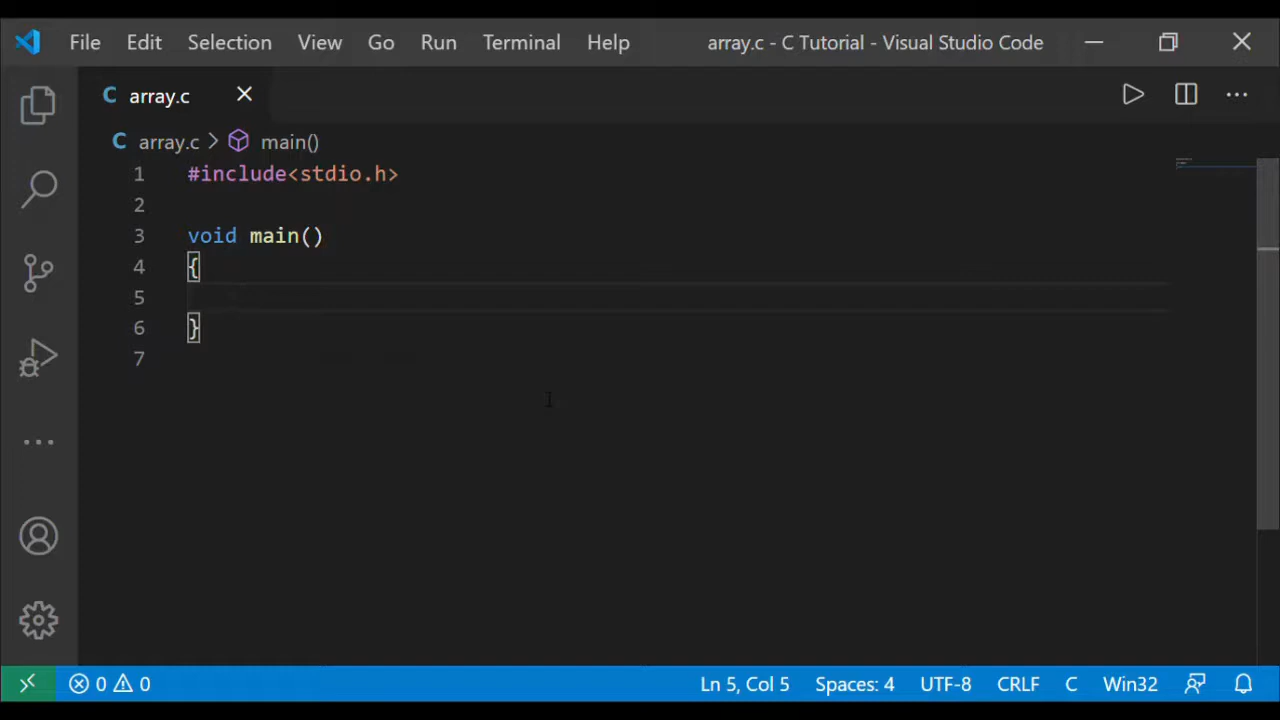 File Edit Selection View Go Run Terminal Help array.c - C Tutorial - Visual Studio Code
C array.c
C array.c > main()
1 #include<stdio.h>
2
3 void main()
4 {
5
6 }
7
0 0 Ln 5, Col 5 Spaces: 4 UTF-8 CRLF C Win32